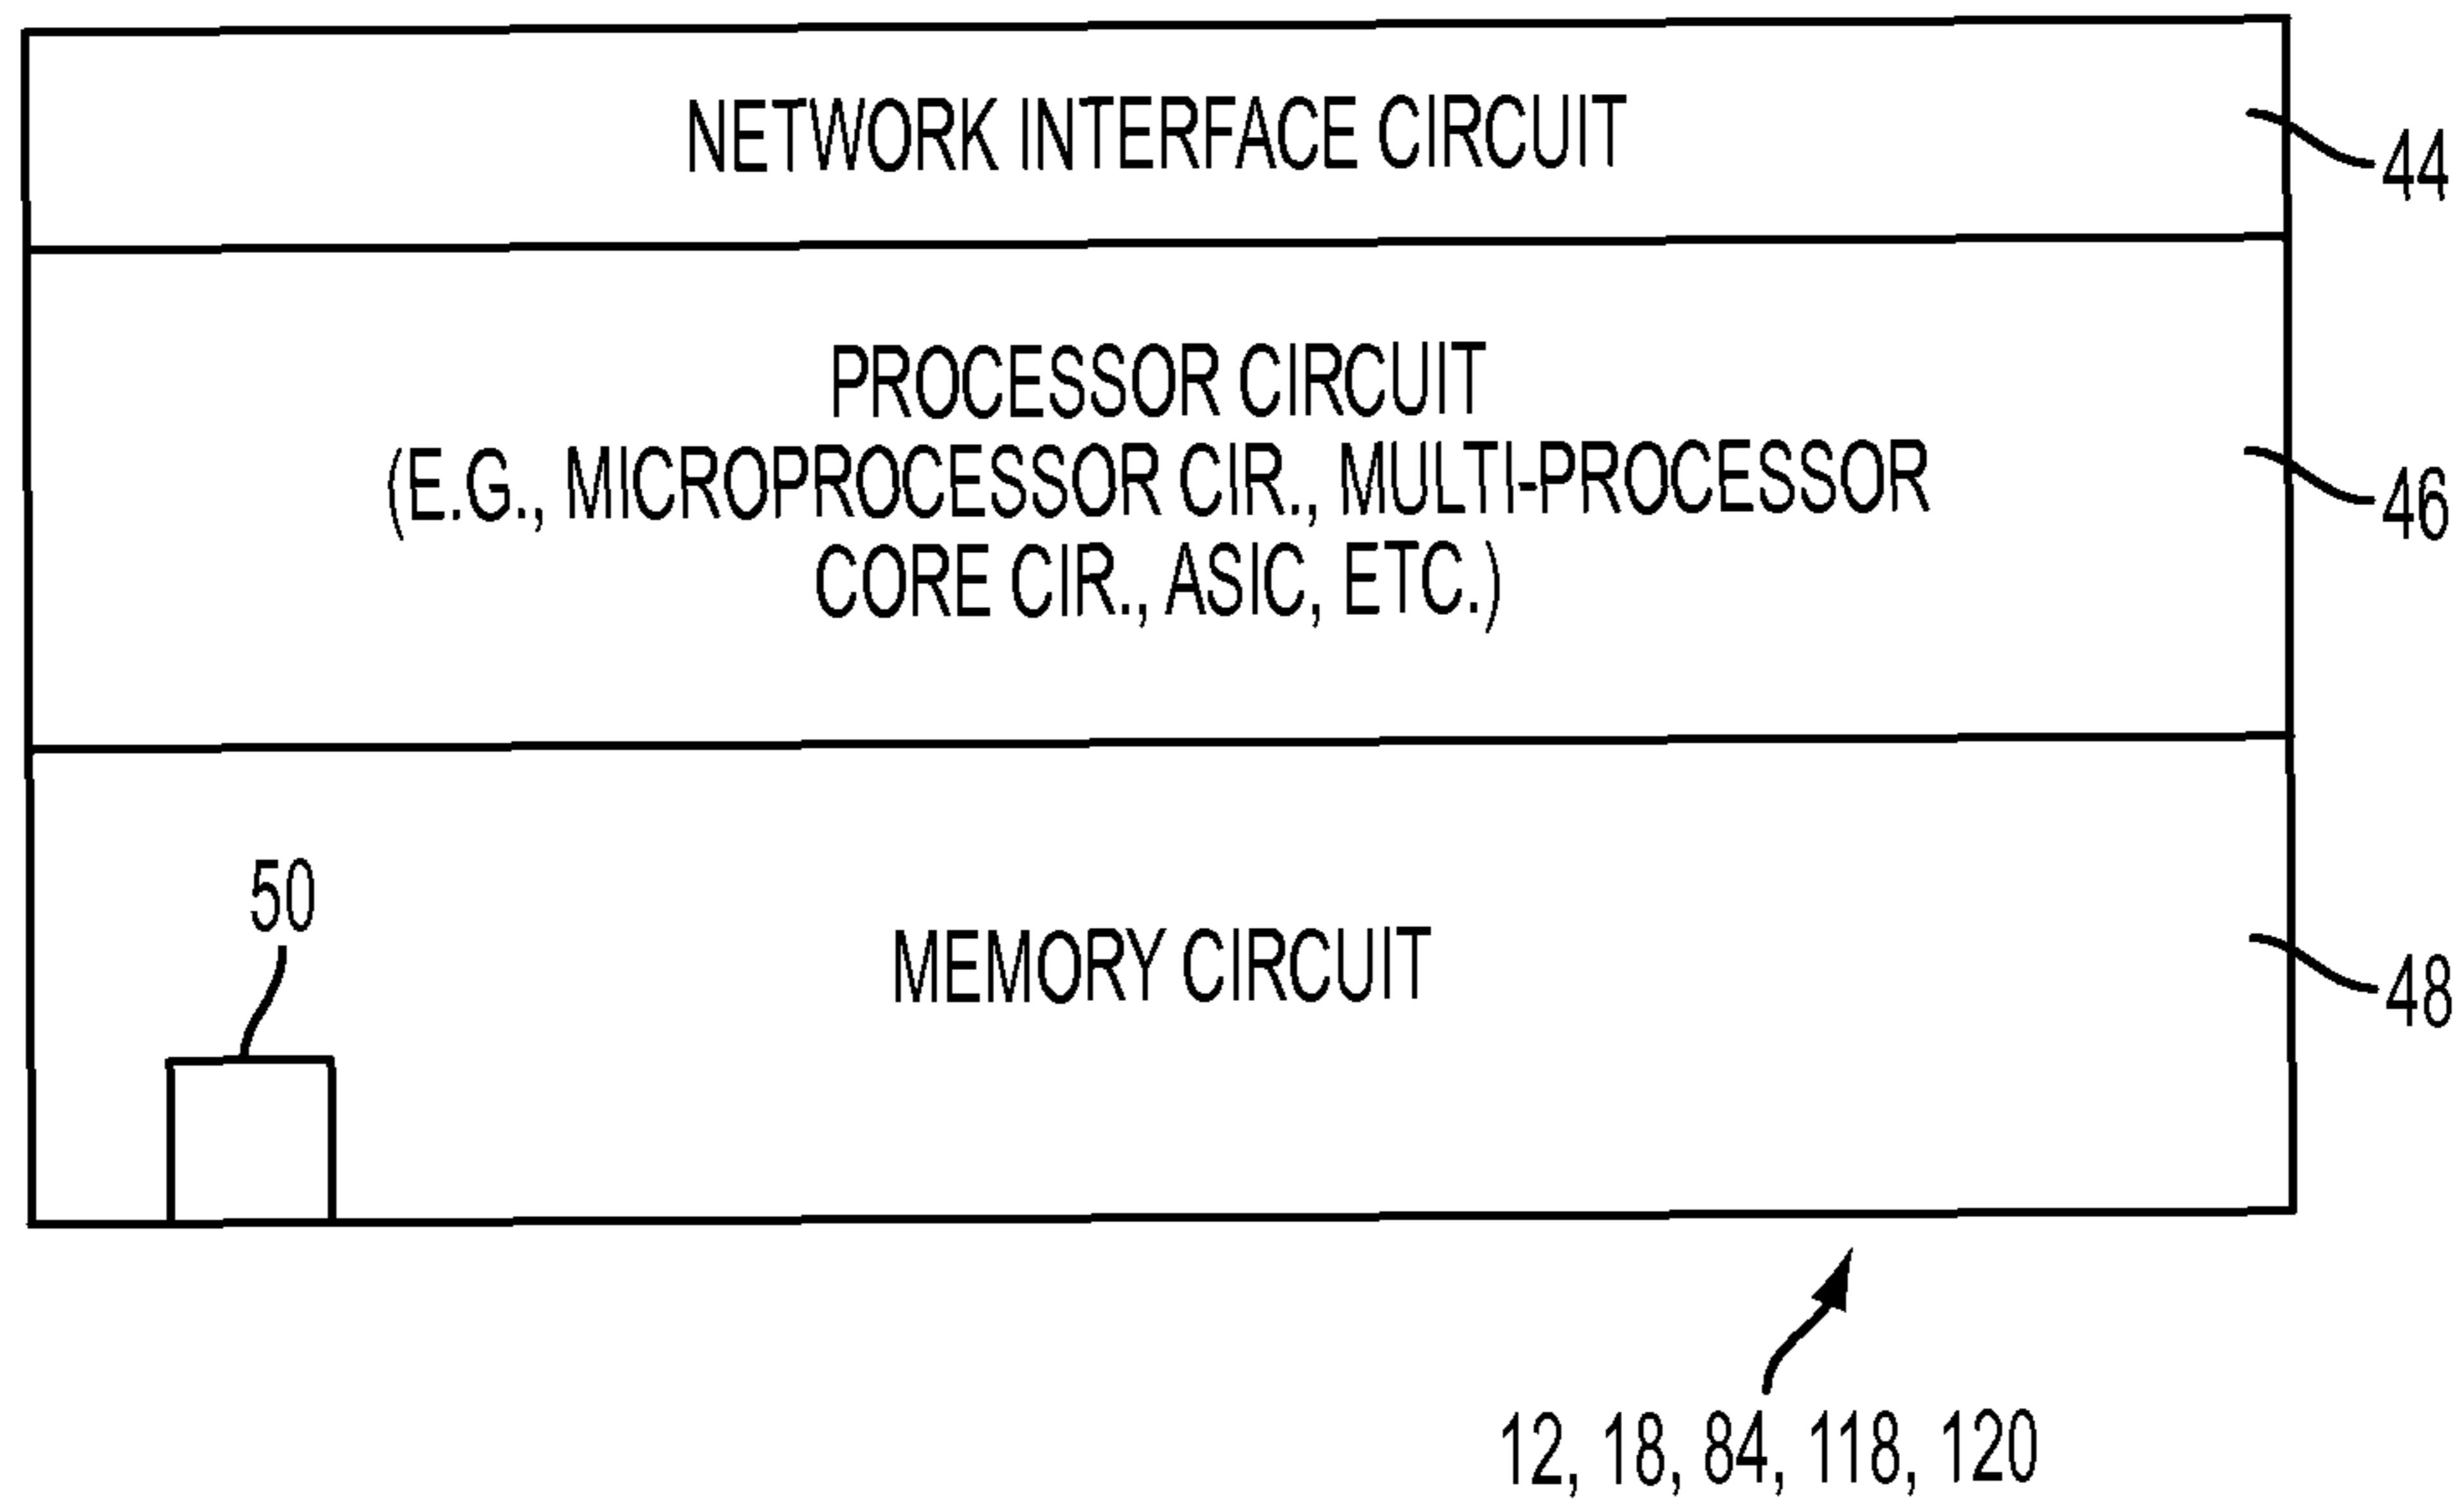 NETWORK INTERFACE CIRCUIT
44
PROCESSOR CIRCUIT
(E.G., MICROPROCESSOR CIR., MULTI-PROCESSOR
CORE CIR., ASIC, ETC.)
46
50
MEMORY CIRCUIT
48
12, 18, 84, 118, 120